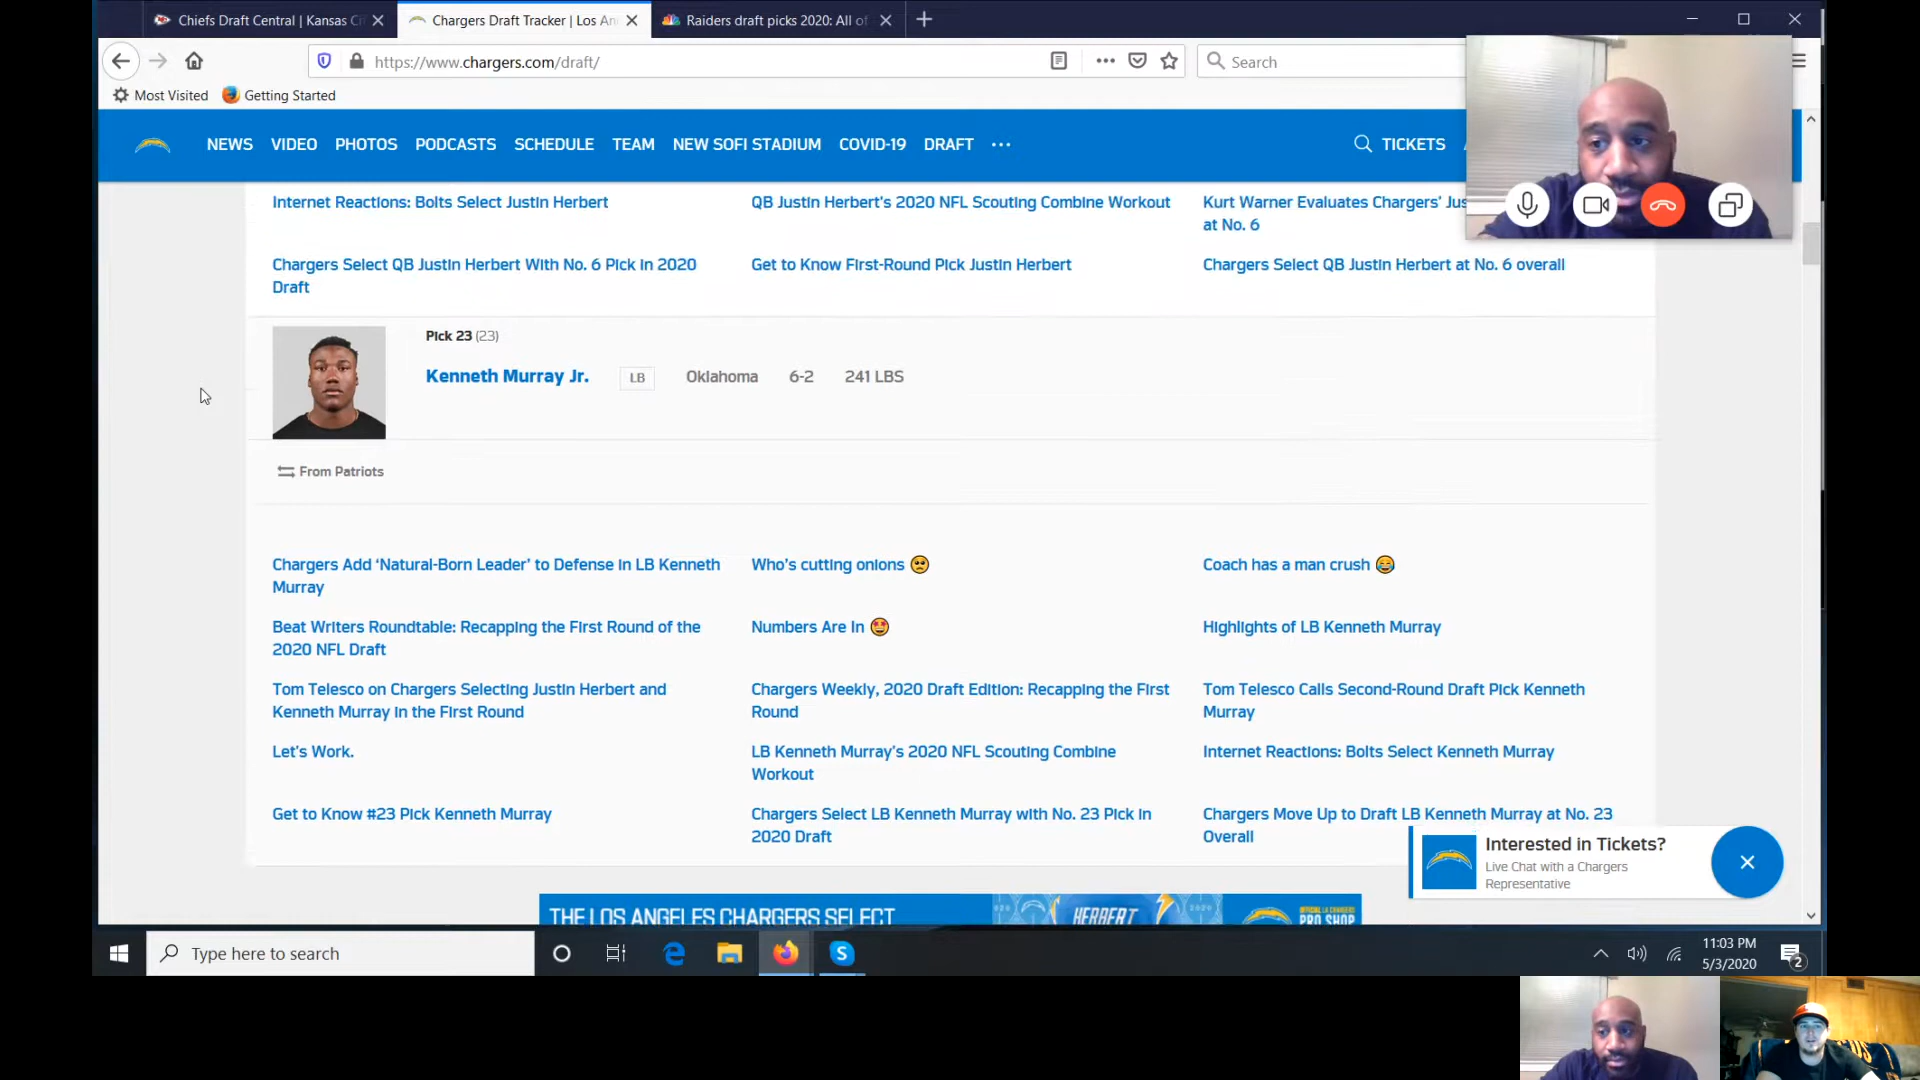 Chiefs Draft Central | Kansas Ci
Chargers Draft Tracker | Los An
Raiders draft picks 2020: All of
https://www.chargers.com/draft/
Search
Most Visited
Getting Started
NEWS VIDEO PHOTOS PODCASTS SCHEDULE TEAM NEW SOFI STADIUM COVID-19 DRAFT
TICKETS
Internet Reactions: Bolts Select Justin Herbert
QB Justin Herbert's 2020 NFL Scouting Combine Workout
Kurt Warner Evaluates Chargers' Jus
at No. 6
Chargers Select QB Justin Herbert With No. 6 Pick in 2020
Draft
Get to Know First-Round Pick Justin Herbert
Chargers Select QB Justin Herbert at No. 6 overall
Pick 23 (23)
Kenneth Murray Jr. LB Oklahoma 6-2 241 LBS
From Patriots
Chargers Add ‘Natural-Born Leader’ to Defense in LB Kenneth
Murray
Who's cutting onions 🥺
Coach has a man crush 😂
Beat Writers Roundtable: Recapping the First Round of the
2020 NFL Draft
Numbers Are In 🤩
Highlights of LB Kenneth Murray
Tom Telesco on Chargers Selecting Justin Herbert and
Kenneth Murray in the First Round
Chargers Weekly, 2020 Draft Edition: Recapping the First
Round
Tom Telesco Calls Second-Round Draft Pick Kenneth
Murray
Let's Work.
LB Kenneth Murray's 2020 NFL Scouting Combine
Workout
Internet Reactions: Bolts Select Kenneth Murray
Get to Know #23 Pick Kenneth Murray
Chargers Select LB Kenneth Murray with No. 23 Pick in
2020 Draft
Chargers Move Up to Draft LB Kenneth Murray at No. 23
Overall
Interested in Tickets?
Live Chat with a Chargers
Representative
THE LOS ANGELES CHARGERS SELECT
HERBERT
PRO SHOP
Type here to search
11:03 PM
5/3/2020
2